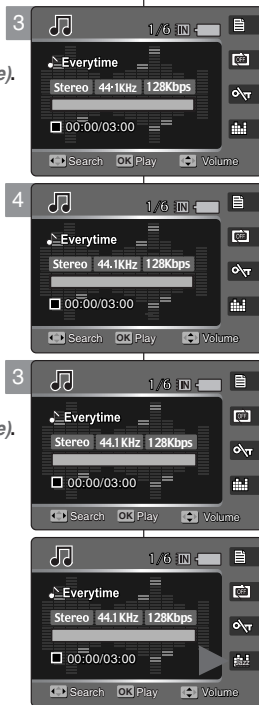 3
1/6 IN
Everytime
e).
Stereo 44·1KHz 128Kbps
00:00/03:00
Search OK Play Volume
4
1/6 IN
Everytime
Stereo 44.1KHz 128Kbps
00:00/03:00
Search OK Play Volume
3
1/6 IN
Everytime
e).
Stereo 44.1KHz 128Kbps
00:00/03:00
Search OK Play Volume
1/6 IN
Everytime
Stereo 44.1KHz 128Kbps
00:00/03:00
Search OK Play Volume